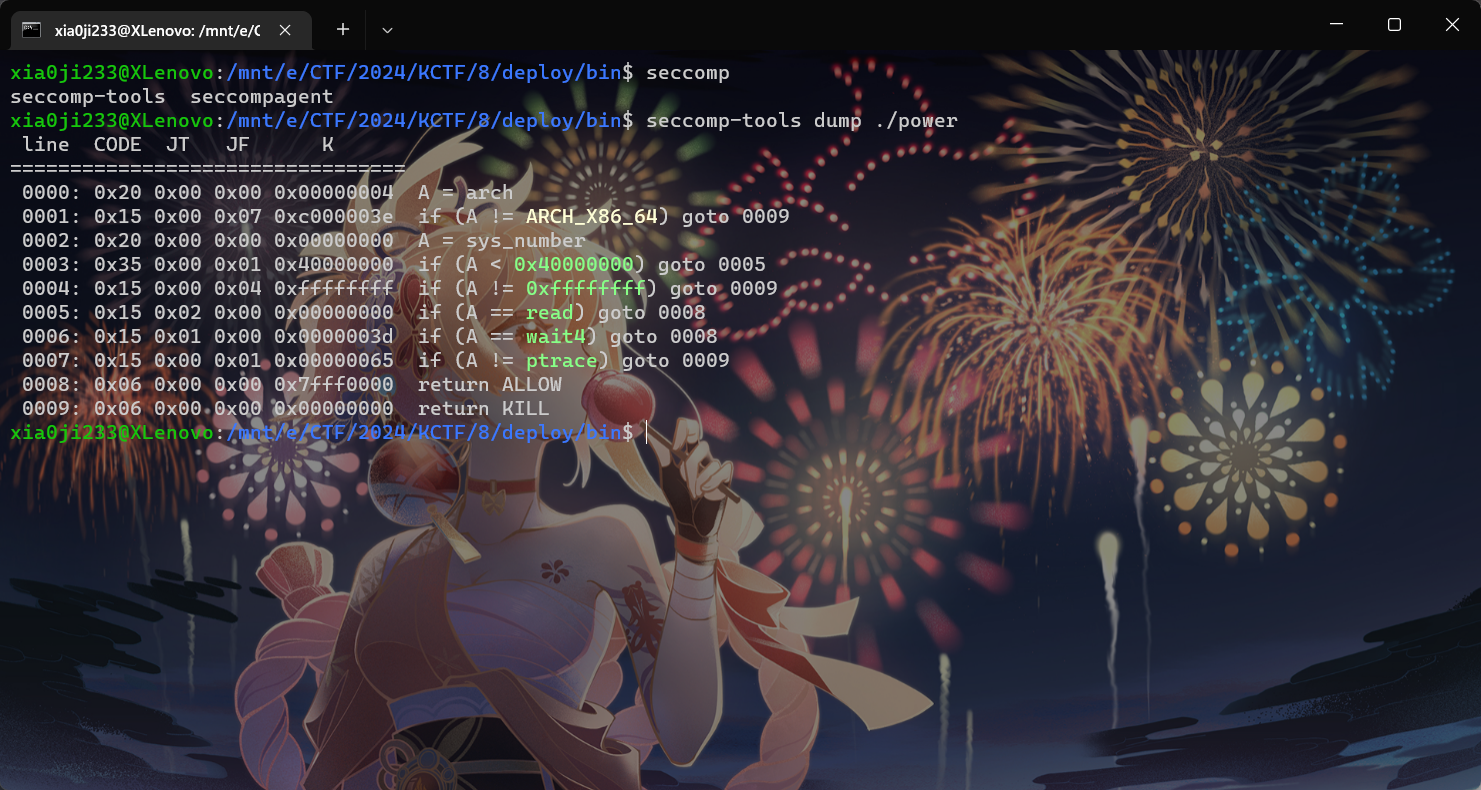 xia0ji233@XLenovo: /mnt/e/C
xia0ji233@XLenovo:/mnt/e/CTF/2024/KCTF/8/deploy/bin$ seccomp
seccomp-tools  seccompagent
xia0ji233@XLenovo:/mnt/e/CTF/2024/KCTF/8/deploy/bin$ seccomp-tools dump ./power
 line  CODE  JT   JF      K
=================================
 0000: 0x20 0x00 0x00 0x00000004  A = arch
 0001: 0x15 0x00 0x07 0xc000003e  if (A != ARCH_X86_64) goto 0009
 0002: 0x20 0x00 0x00 0x00000000  A = sys_number
 0003: 0x35 0x00 0x01 0x40000000  if (A < 0x40000000) goto 0005
 0004: 0x15 0x00 0x04 0xffffffff  if (A != 0xffffffff) goto 0009
 0005: 0x15 0x02 0x00 0x00000000  if (A == read) goto 0008
 0006: 0x15 0x01 0x00 0x0000003d  if (A == wait4) goto 0008
 0007: 0x15 0x00 0x01 0x00000065  if (A != ptrace) goto 0009
 0008: 0x06 0x00 0x00 0x7fff0000  return ALLOW
 0009: 0x06 0x00 0x00 0x00000000  return KILL
xia0ji233@XLenovo:/mnt/e/CTF/2024/KCTF/8/deploy/bin$